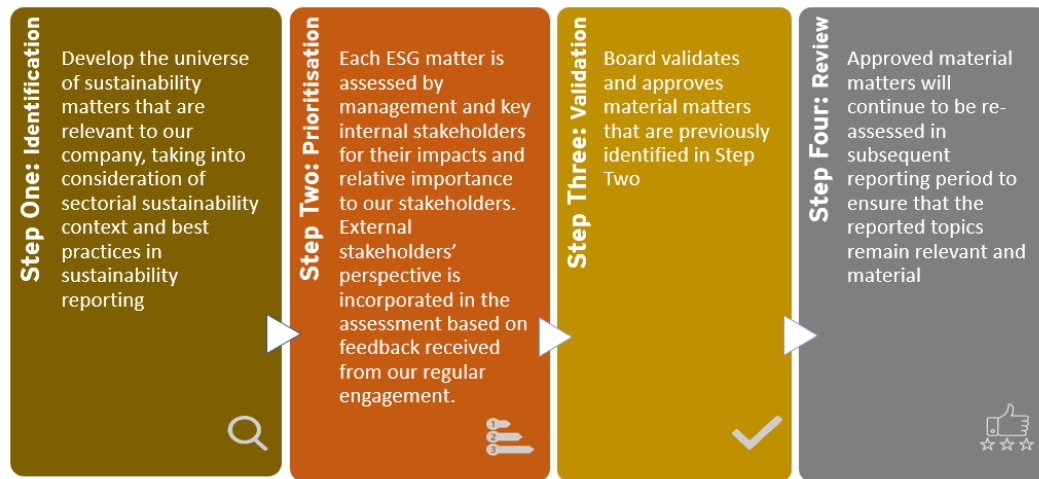 Step One: Identification
Develop the universe
of sustainability
matters that are
relevant to our
company, taking into
consideration of
sectorial sustainability
context and best
practices in
sustainability
reporting
Step Two: Prioritisation
Each ESG matter is
assessed by
management and key
internal stakeholders
for their impacts and
relative importance
to our stakeholders.
External
stakeholders’
perspective is
incorporated in the
assessment based on
feedback received
from our regular
engagement.
1
2
3
Step Three: Validation
Board validates
and approves
material matters
that are previously
identified in Step
Two
Step Four: Review
Approved material
matters will
continue to be re-
assessed in
subsequent
reporting period to
ensure that the
reported topics
remain relevant and
material